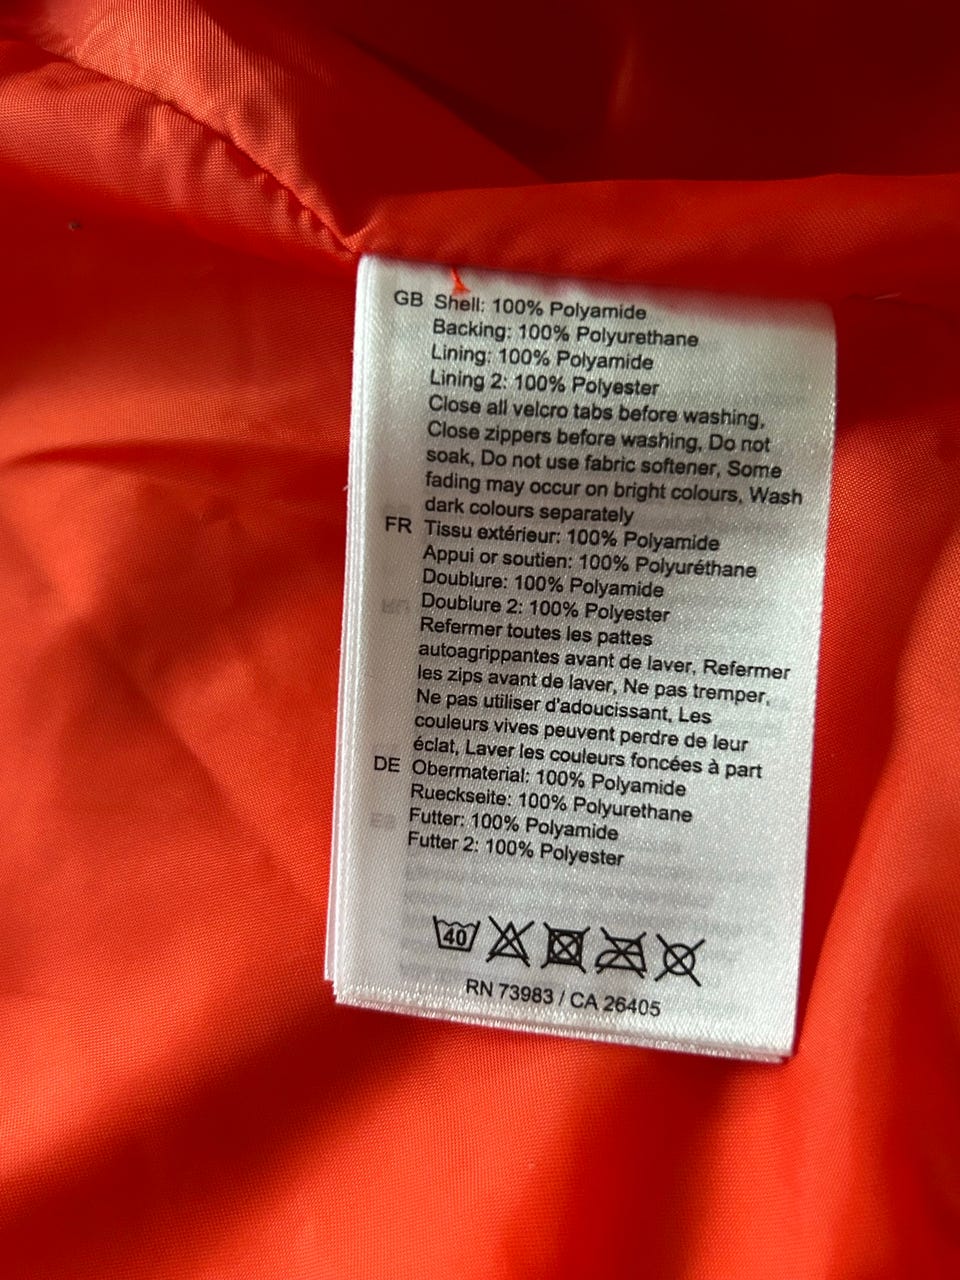 GB Shell: 100% Polyamide
Backing: 100% Polyurethane
Lining: 100% Polyamide
Lining 2: 100% Polyester
Close all velcro tabs before washing,
Close zippers before washing, Do not
soak, Do not use fabric softener, Some
fading may occur on bright colours, Wash
dark colours separately
FR Tissu extérieur: 100% Polyamide
Appui or soutien: 100% Polyuréthane
Doublure: 100% Polyamide
Doublure 2: 100% Polyester
Refermer toutes les pattes
autoagrippantes avant de laver, Refermer
les zips avant de laver, Ne pas tremper,
Ne pas utiliser d'adoucissant, Les
couleurs vives peuvent perdre de leur
éclat, Laver les couleurs foncées à part
DE Obermaterial: 100% Polyamide
Rueckseite: 100% Polyurethane
Futter: 100% Polyamide
Futter 2: 100% Polyester
40
RN 73983 / CA 26405